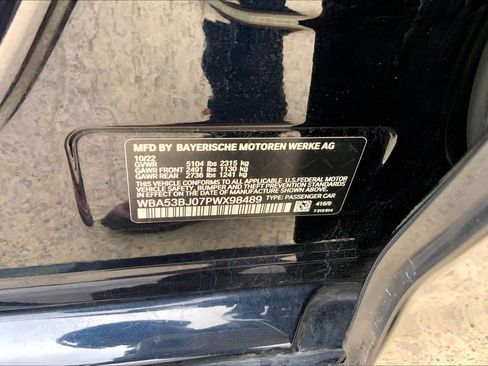 MFD BY BAYERISCHE MOTOREN WERKE AG
10/22
GVWR 5104 lbs 2315 kg
GAWR FRONT 2491 lbs 1130 kg
GAWR REAR 2736 lbs 1241 kg
THIS VEHICLE CONFORMS TO ALL APPLICABLE U.S. FEDERAL MOTOR
VEHICLE SAFETY, BUMPER, AND THEFT PREVENTION STANDARDS
IN EFFECT ON THE DATE OF MANUFACTURE SHOWN ABOVE.
WBA53BJ07PWX98489 TYPE: PASSENGER CAR
416/9